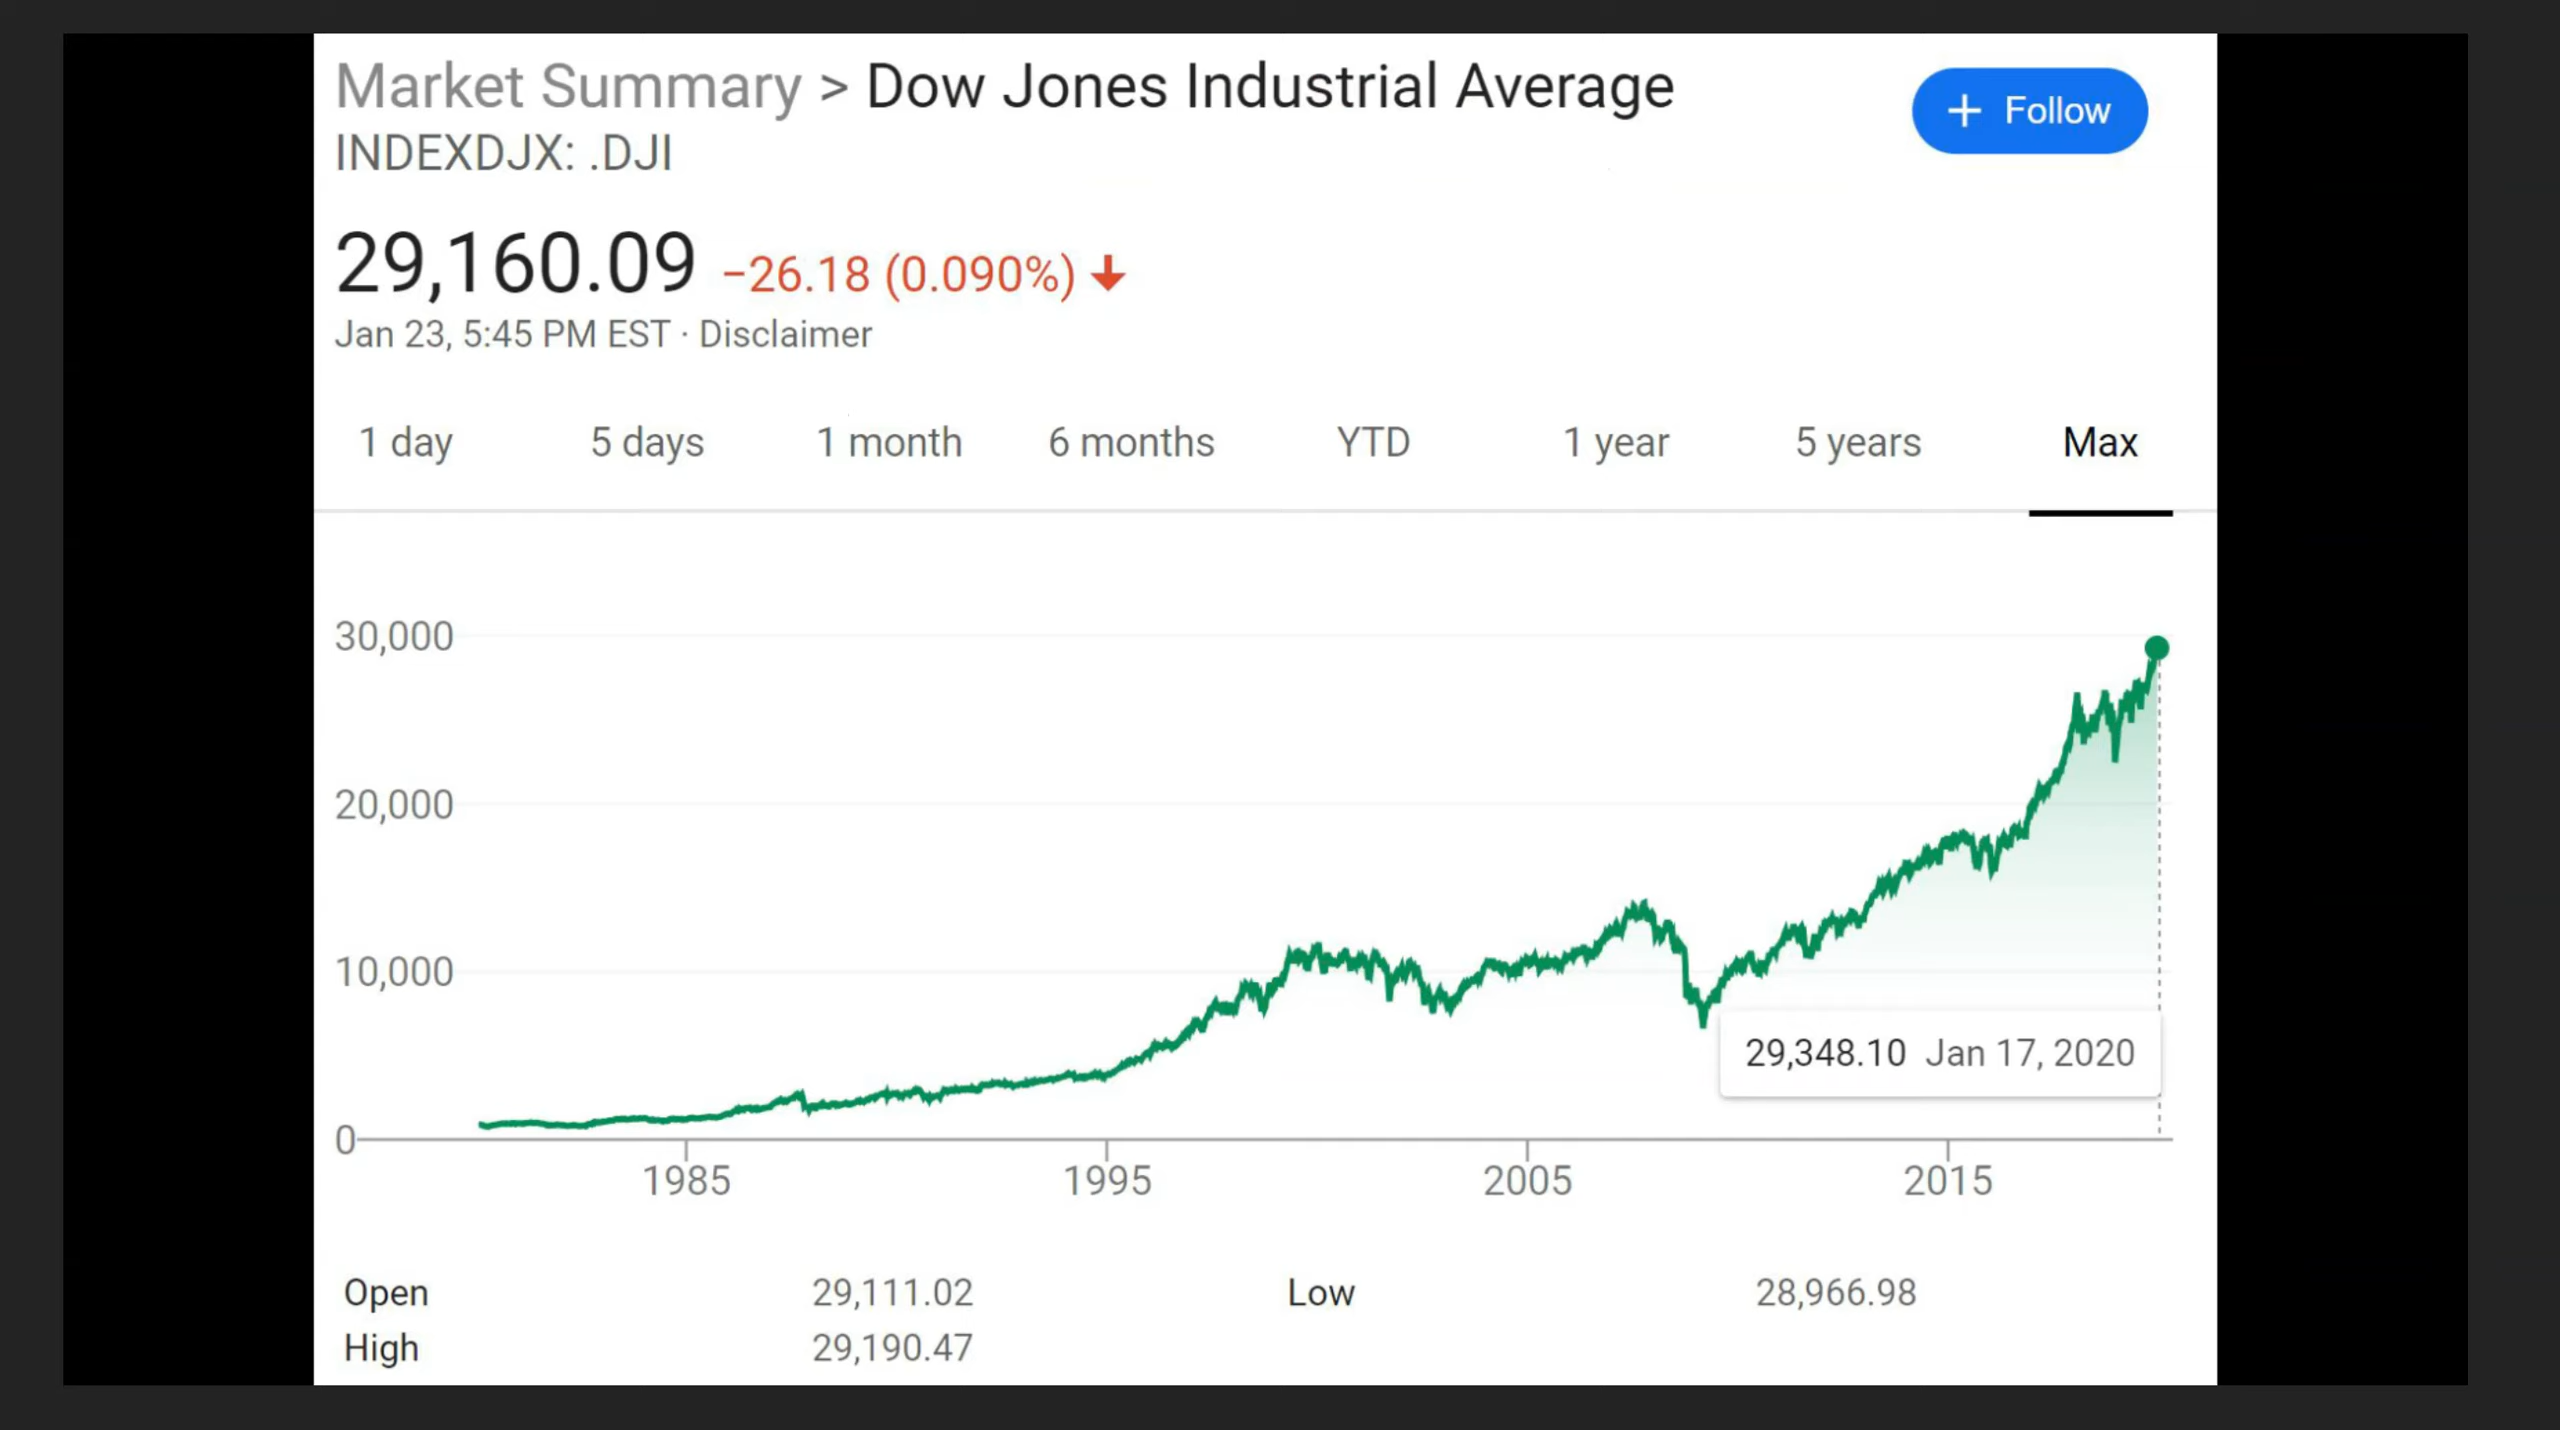 Market Summary > Dow Jones Industrial Average
+ Follow
INDEXDJX: .DJI
29,160.09 −26.18 (0.090%) ↓
Jan 23, 5:45 PM EST · Disclaimer
1 day 5 days 1 month 6 months YTD 1 year 5 years Max
30,000
20,000
10,000
29,348.10 Jan 17, 2020
0
1985 1995 2005 2015
Open 29,111.02 Low 28,966.98
High 29,190.47